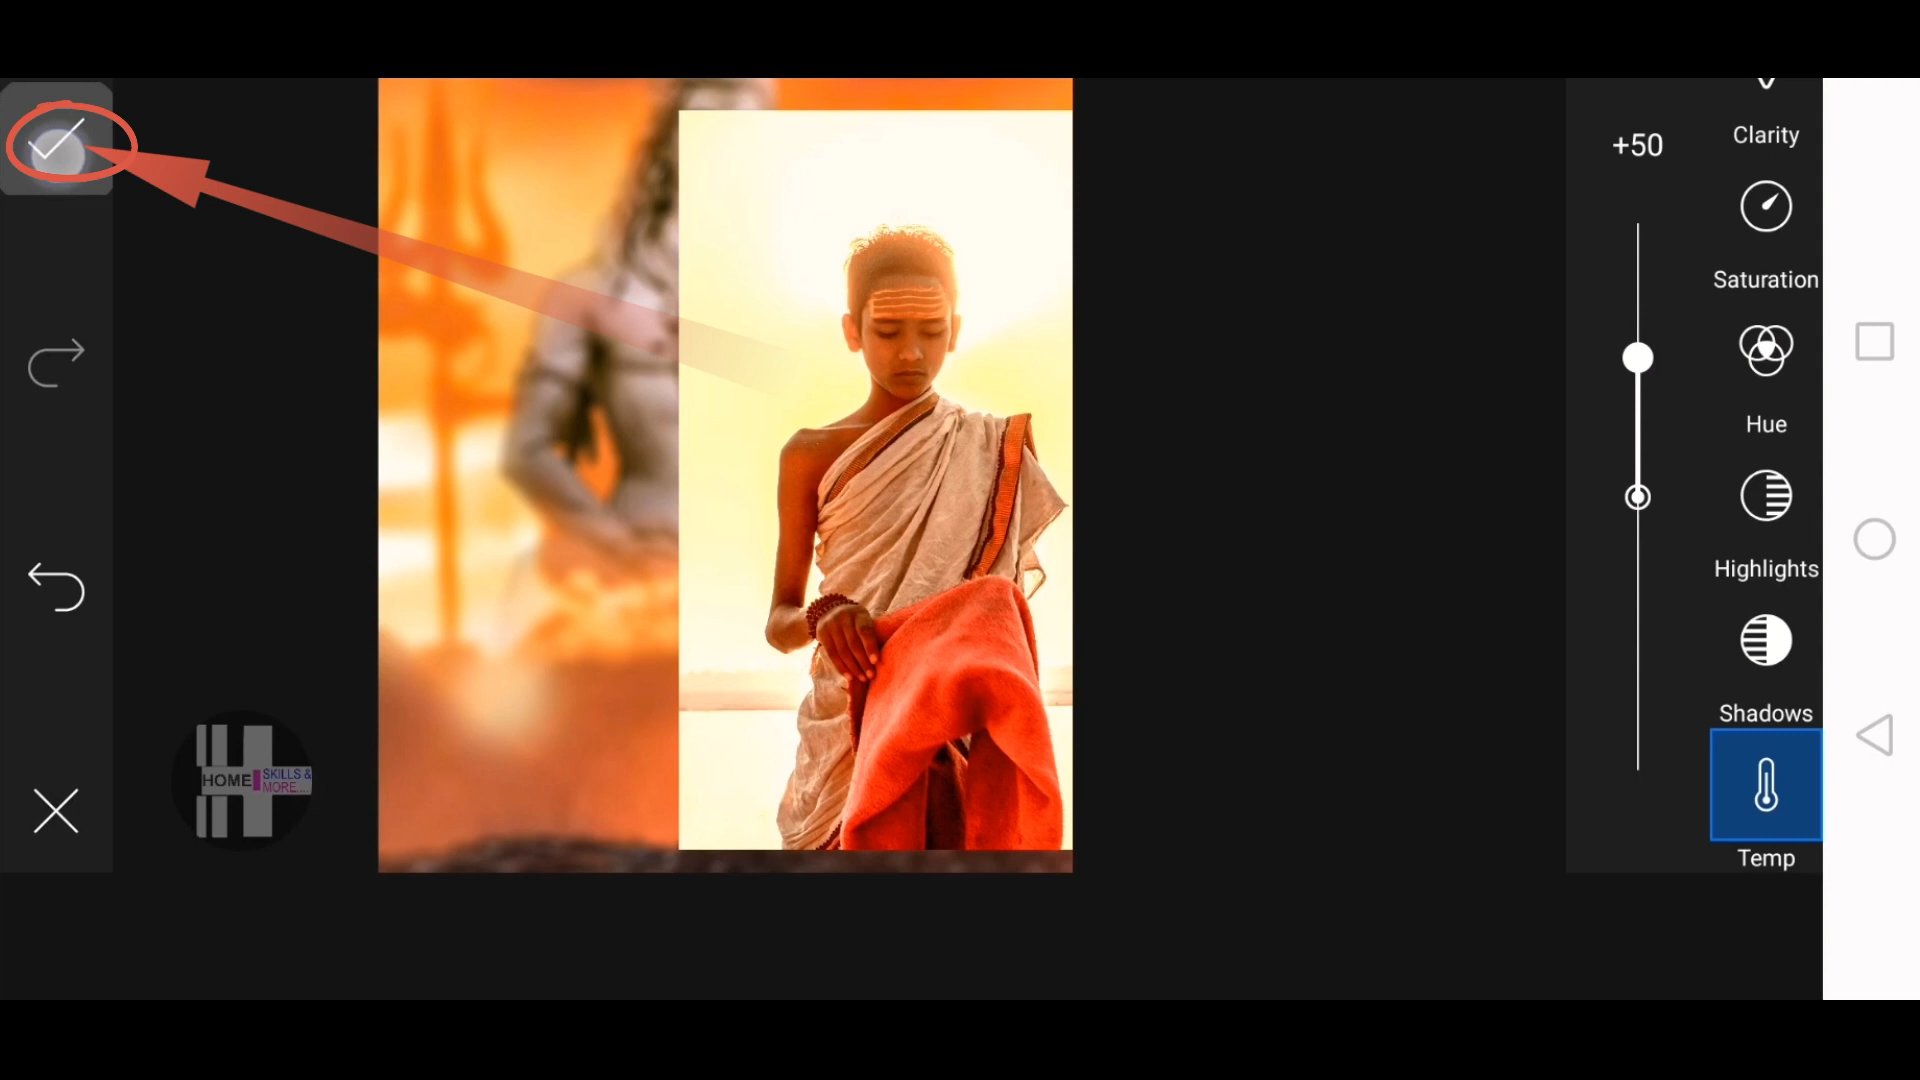 +50
Clarity
Saturation
Hue
Highlights
Shadows
Temp
HOME SKILLS &
MORE....